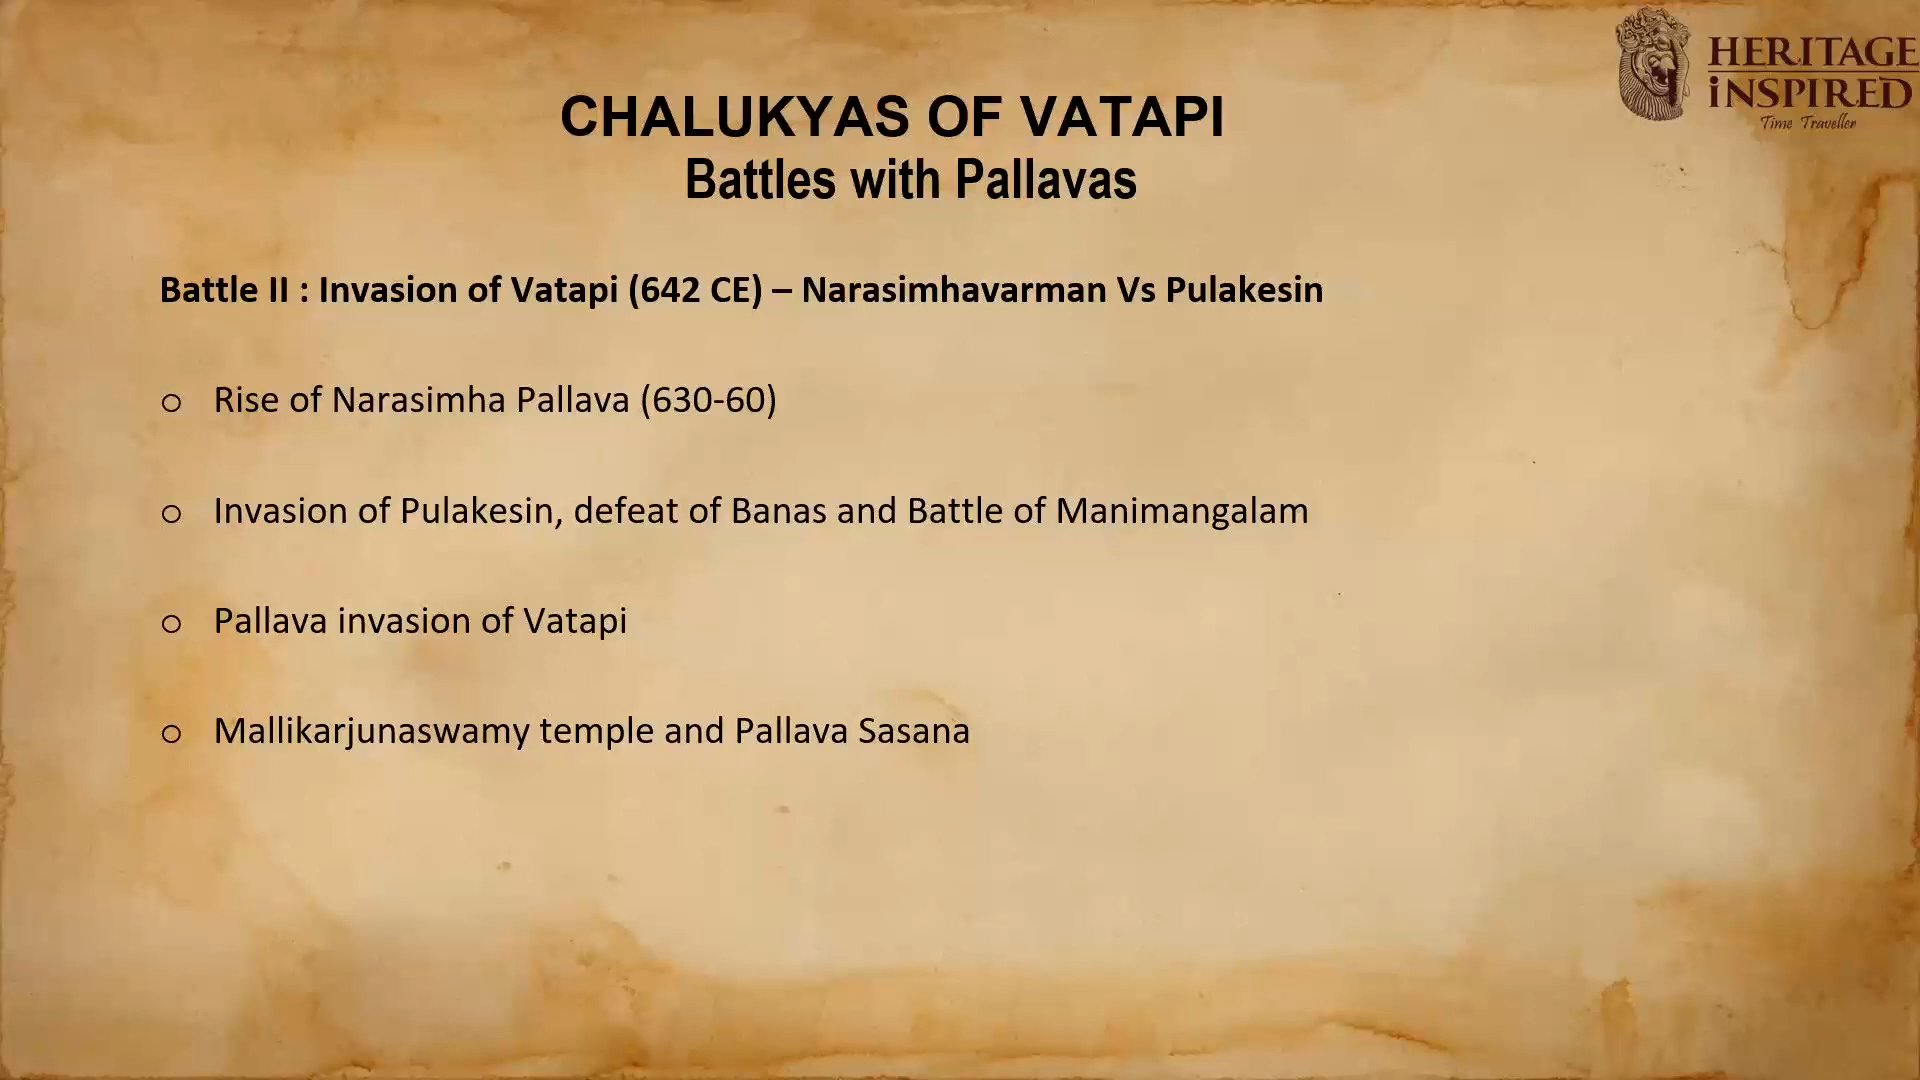 HERITAGE
iNSPIRED
Time Traveller
CHALUKYAS OF VATAPI
Battles with Pallavas
Battle II : Invasion of Vatapi (642 CE) – Narasimhavarman Vs Pulakesin
o Rise of Narasimha Pallava (630-60)
o Invasion of Pulakesin, defeat of Banas and Battle of Manimangalam
o Pallava invasion of Vatapi
o Mallikarjunaswamy temple and Pallava Sasana